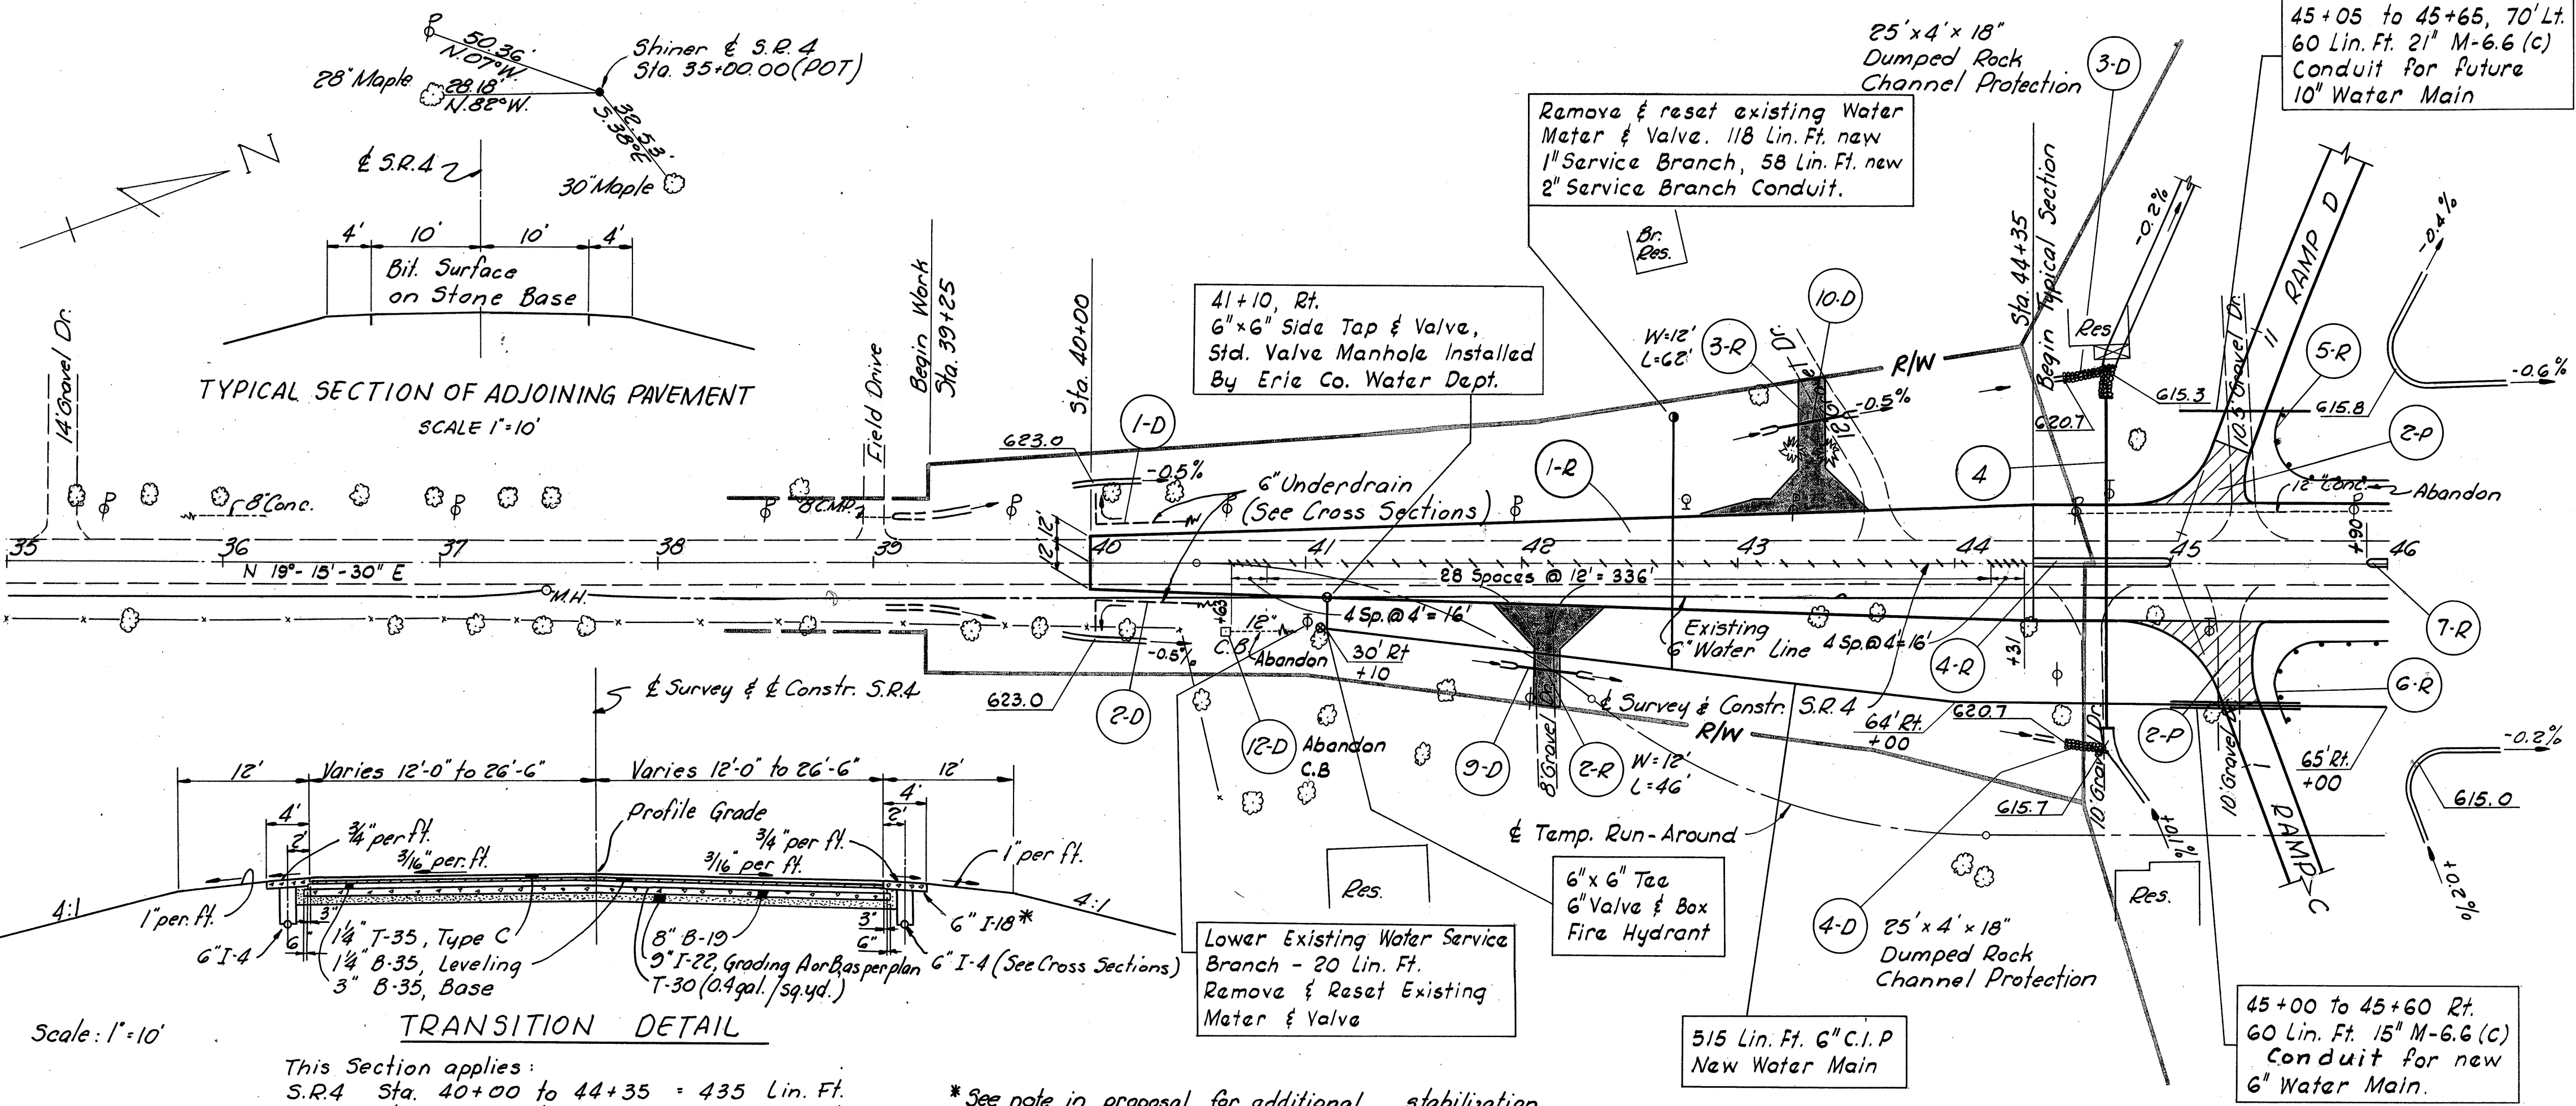 50.36'
N.07°W.
28" Maple
28.18'
N.82°W.
Shiner ℄ S.R. 4
Sta. 35+00.00 (POT)
32.53'
S.38°E
30" Maple
N
℄ S.R.4
4' 10' 10' 4'
Bit. Surface
on Stone Base
TYPICAL SECTION OF ADJOINING PAVEMENT
SCALE 1"=10'
25'x4'x18"
Dumped Rock
Channel Protection
3-D
45+05 to 45+65, 70' Lt.
60 Lin. Ft. 21" M-6.6 (c)
Conduit for future
10" Water Main
Remove & reset existing Water
Meter & Valve. 118 Lin. Ft. new
1" Service Branch, 58 Lin. Ft. new
2" Service Branch Conduit.
Br.
Res.
41+10, Rt.
6"x6" Side Tap & Valve,
Std. Valve Manhole Installed
By Erie Co. Water Dept.
14' Gravel Dr.
Field Drive
Begin Work
Sta. 39+25
Sta. 40+00
623.0
1-D
-0.5%
6" Underdrain
(See Cross Sections)
W=12'
L=62'
3-R
10-D
12' Dr.
-0.5%
R/W
1-R
Sta. 44+35
Begin Typical Section
Res.
620.7
615.3
-0.2%
RAMP D
10.5' Gravel Dr.
5-R
615.8
-0.4%
-0.6%
2-P
4
12" Conc.
Abandon
8" Conc.
8" C.M.P.
12' 12'
35 36 37 38 39 40 41 42 43 44 45 46
+90
N 19°-15'-30" E
28 Spaces @ 12' = 336'
M.H.
+63
12"
C.B.
Abandon
4 Sp.@ 4'= 16'
30' Rt
+10
Existing
6" Water Line
4 Sp.@ 4'=16'
4-R
+31
7-R
6-R
623.0
-0.5%
2-D
12-D
Abandon
C.B
9-D
8' Gravel Dr.
2-R
W=12'
L=46'
℄ Survey & Constr. S.R.4
R/W
64' Rt.
+00
620.7
615.7
10' Gravel Dr.
2-P
10' Gravel
65' Rt.
+00
-0.2%
615.0
RAMP C
℄ Survey & ℄ Constr. S.R.4
12' Varies 12'-0" to 26'-6" Varies 12'-0" to 26'-6" 12'
4' 4'
2' 2'
Profile Grade
3/4" per ft. 3/4" per ft.
3/16" per ft. 3/16" per ft.
1" per ft.
1" per. ft.
4:1 4:1
3" 3"
6" 6"
6" I-4
1¼" T-35, Type C
1¼" B-35, Leveling
3" B-35, Base
8" B-19
9" I-22, Grading A or B, as per plan
T-30 (0.4 gal./sq.yd.)
6" I-18*
6" I-4 (See Cross Sections)
Scale: 1"=10'
TRANSITION DETAIL
This Section applies:
S.R.4 Sta. 40+00 to 44+35 = 435 Lin. Ft.
*See note in proposal for additional stabilization
Lower Existing Water Service
Branch - 20 Lin. Ft.
Remove & Reset Existing
Meter & Valve
Res.
℄ Temp. Run-Around
6"x 6" Tee
6" Valve & Box
Fire Hydrant
4-D
25' x 4' x 18"
Dumped Rock
Channel Protection
Res.
515 Lin. Ft. 6" C.I.P
New Water Main
45+00 to 45+60 Rt.
60 Lin. Ft. 15" M-6.6 (C)
Conduit for new
6" Water Main.